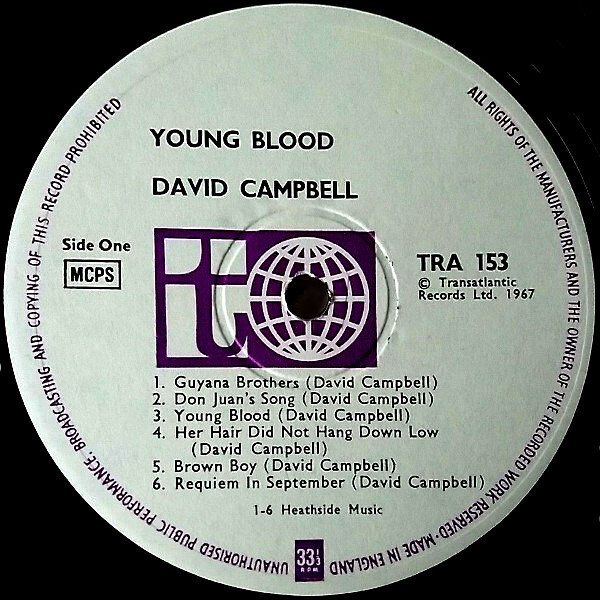 YOUNG BLOOD
DAVID CAMPBELL
Side One
MCPS
t
TRA 153
© Transatlantic
Records Ltd. 1967
1. Guyana Brothers (David Campbell)
2. Don Juan's Song (David Campbell)
3. Young Blood (David Campbell)
4. Her Hair Did Not Hang Down Low
(David Campbell)
5. Brown Boy (David Campbell)
6. Requiem In September (David Campbell)
1-6 Heathside Music
33 1/3
RPM
ALL RIGHTS OF THE MANUFACTURERS AND THE OWNER OF THE RECORDED WORK RESERVED-MADE IN ENGLAND
UNAUTHORISED PUBLIC PERFORMANCE, BROADCASTING AND COPYING OF THIS RECORD PROHIBITED